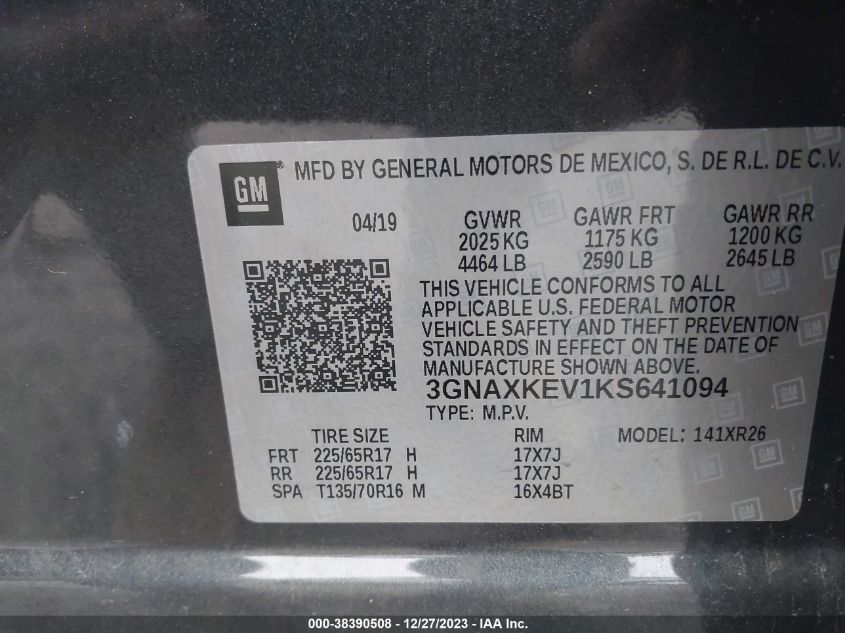 GM® MFD BY GENERAL MOTORS DE MEXICO, S. DE R.L. DE C.V.
04/19 GVWR GAWR FRT GAWR RR
2025 KG 1175 KG 1200 KG
4464 LB 2590 LB 2645 LB
THIS VEHICLE CONFORMS TO ALL
APPLICABLE U.S. FEDERAL MOTOR
VEHICLE SAFETY AND THEFT PREVENTION
STANDARDS IN EFFECT ON THE DATE OF
MANUFACTURE SHOWN ABOVE.
3GNAXKEV1KS641094
TYPE: M.P.V.
TIRE SIZE RIM MODEL: 141XR26
FRT 225/65R17 H 17X7J
RR 225/65R17 H 17X7J
SPA T135/70R16 M 16X4BT
000-38390508 - 12/27/2023 - IAA Inc.